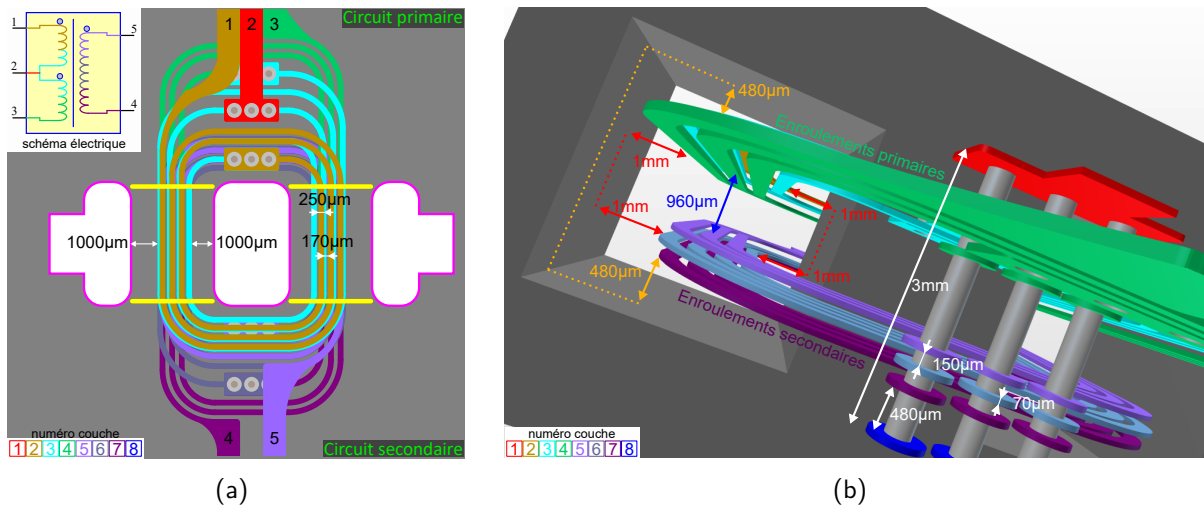 1
5
2
3
4
schéma électrique
1
2
3
Circuit primaire
250µm
1000µm
1000µm
170µm
4
5
numéro couche
1 2 3 4 5 6 7 8
Circuit secondaire
(a)
480µm
Enroulements primaires
1mm
960µm
1mm
1mm
1mm
480µm
3mm
Enroulements secondaires
150µm
70µm
480µm
numéro couche
1 2 3 4 5 6 7 8
(b)